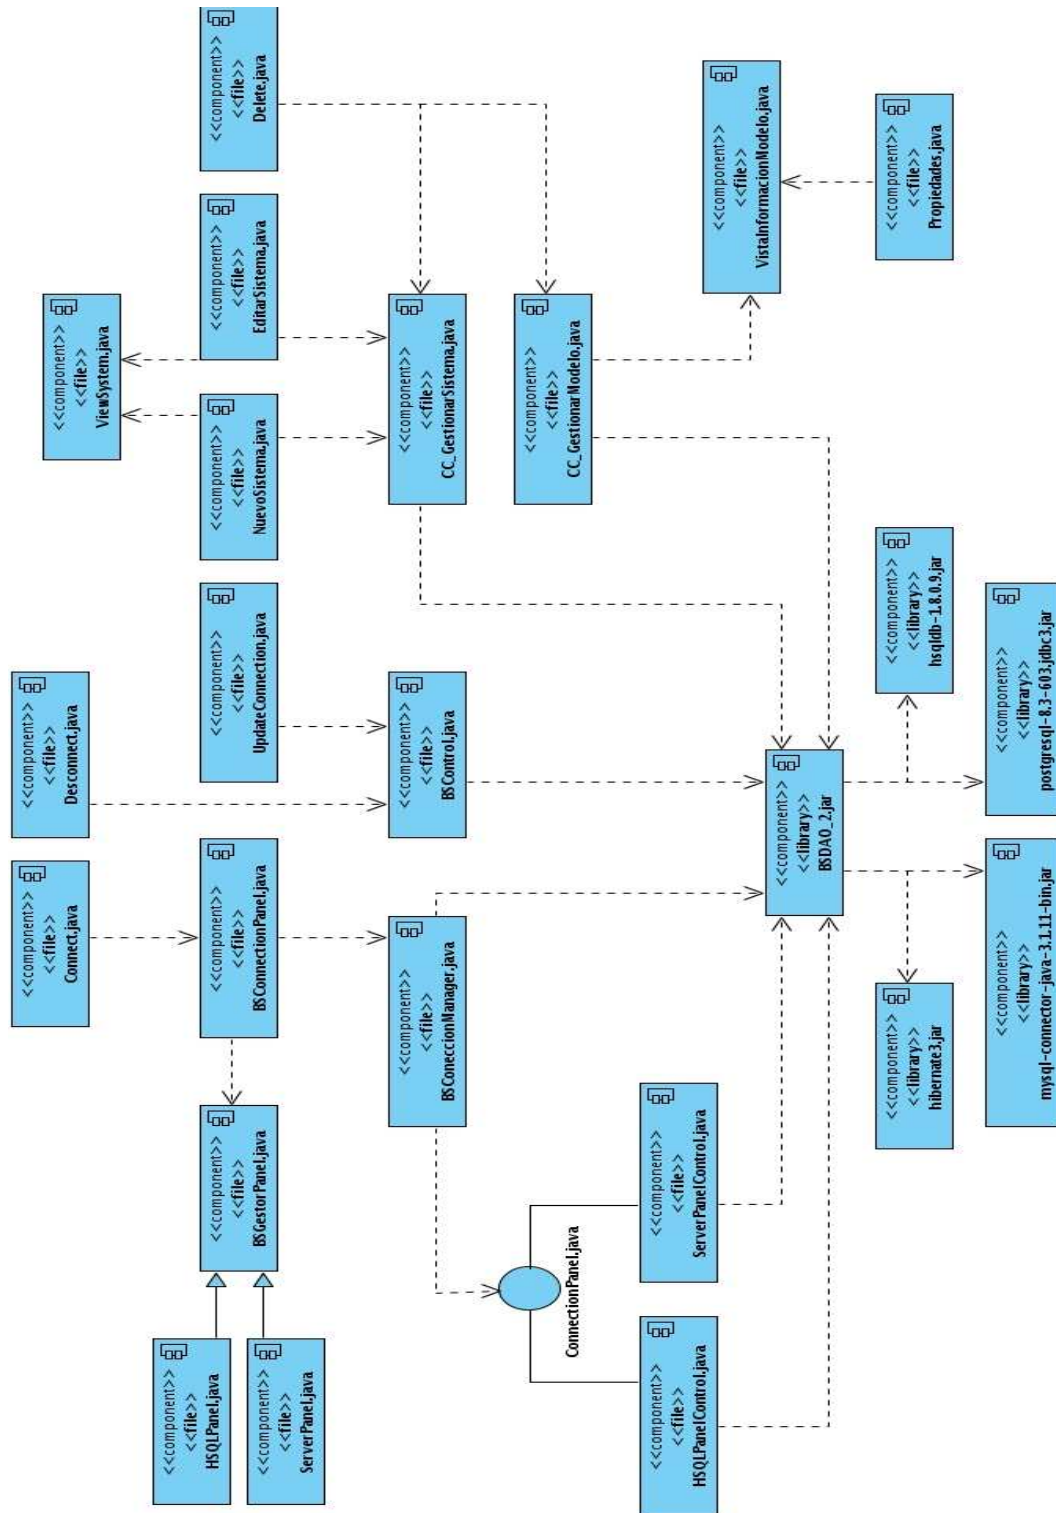 <<component>>
<<file>>
Delete.java
<<component>>
<<file>>
EditarSistema.java
<<component>>
<<file>>
ViewSystem.java
<<component>>
<<file>>
NuevoSistema.java
<<component>>
<<file>>
UpdateConnection.java
<<component>>
<<file>>
Desconnect.java
<<component>>
<<file>>
Connect.java
<<component>>
<<file>>
BSConnectionPanel.java
<<component>>
<<file>>
BSGestorPanel.java
<<component>>
<<file>>
HSQLPanel.java
<<component>>
<<file>>
ServerPanel.java
<<component>>
<<file>>
CC_GestionarSistema.java
<<component>>
<<file>>
CC_GestionarModelo.java
<<component>>
<<file>>
VistaInformacionModelo.java
<<component>>
<<file>>
Propiedades.java
<<component>>
<<file>>
BSControl.java
<<component>>
<<file>>
BSConeccionManager.java
ConnectionPanel.java
<<component>>
<<file>>
ServerPanelControl.java
<<component>>
<<file>>
HSQLPanelControl.java
<<component>>
<<library>>
BSDAO_2.jar
<<component>>
<<library>>
hsqldb-1.8.0.9.jar
<<component>>
<<library>>
postgresql-8.3-603.jdbc3.jar
<<component>>
<<library>>
mysql-connector-java-3.1.11-bin.jar
<<component>>
<<library>>
hibernate3.jar